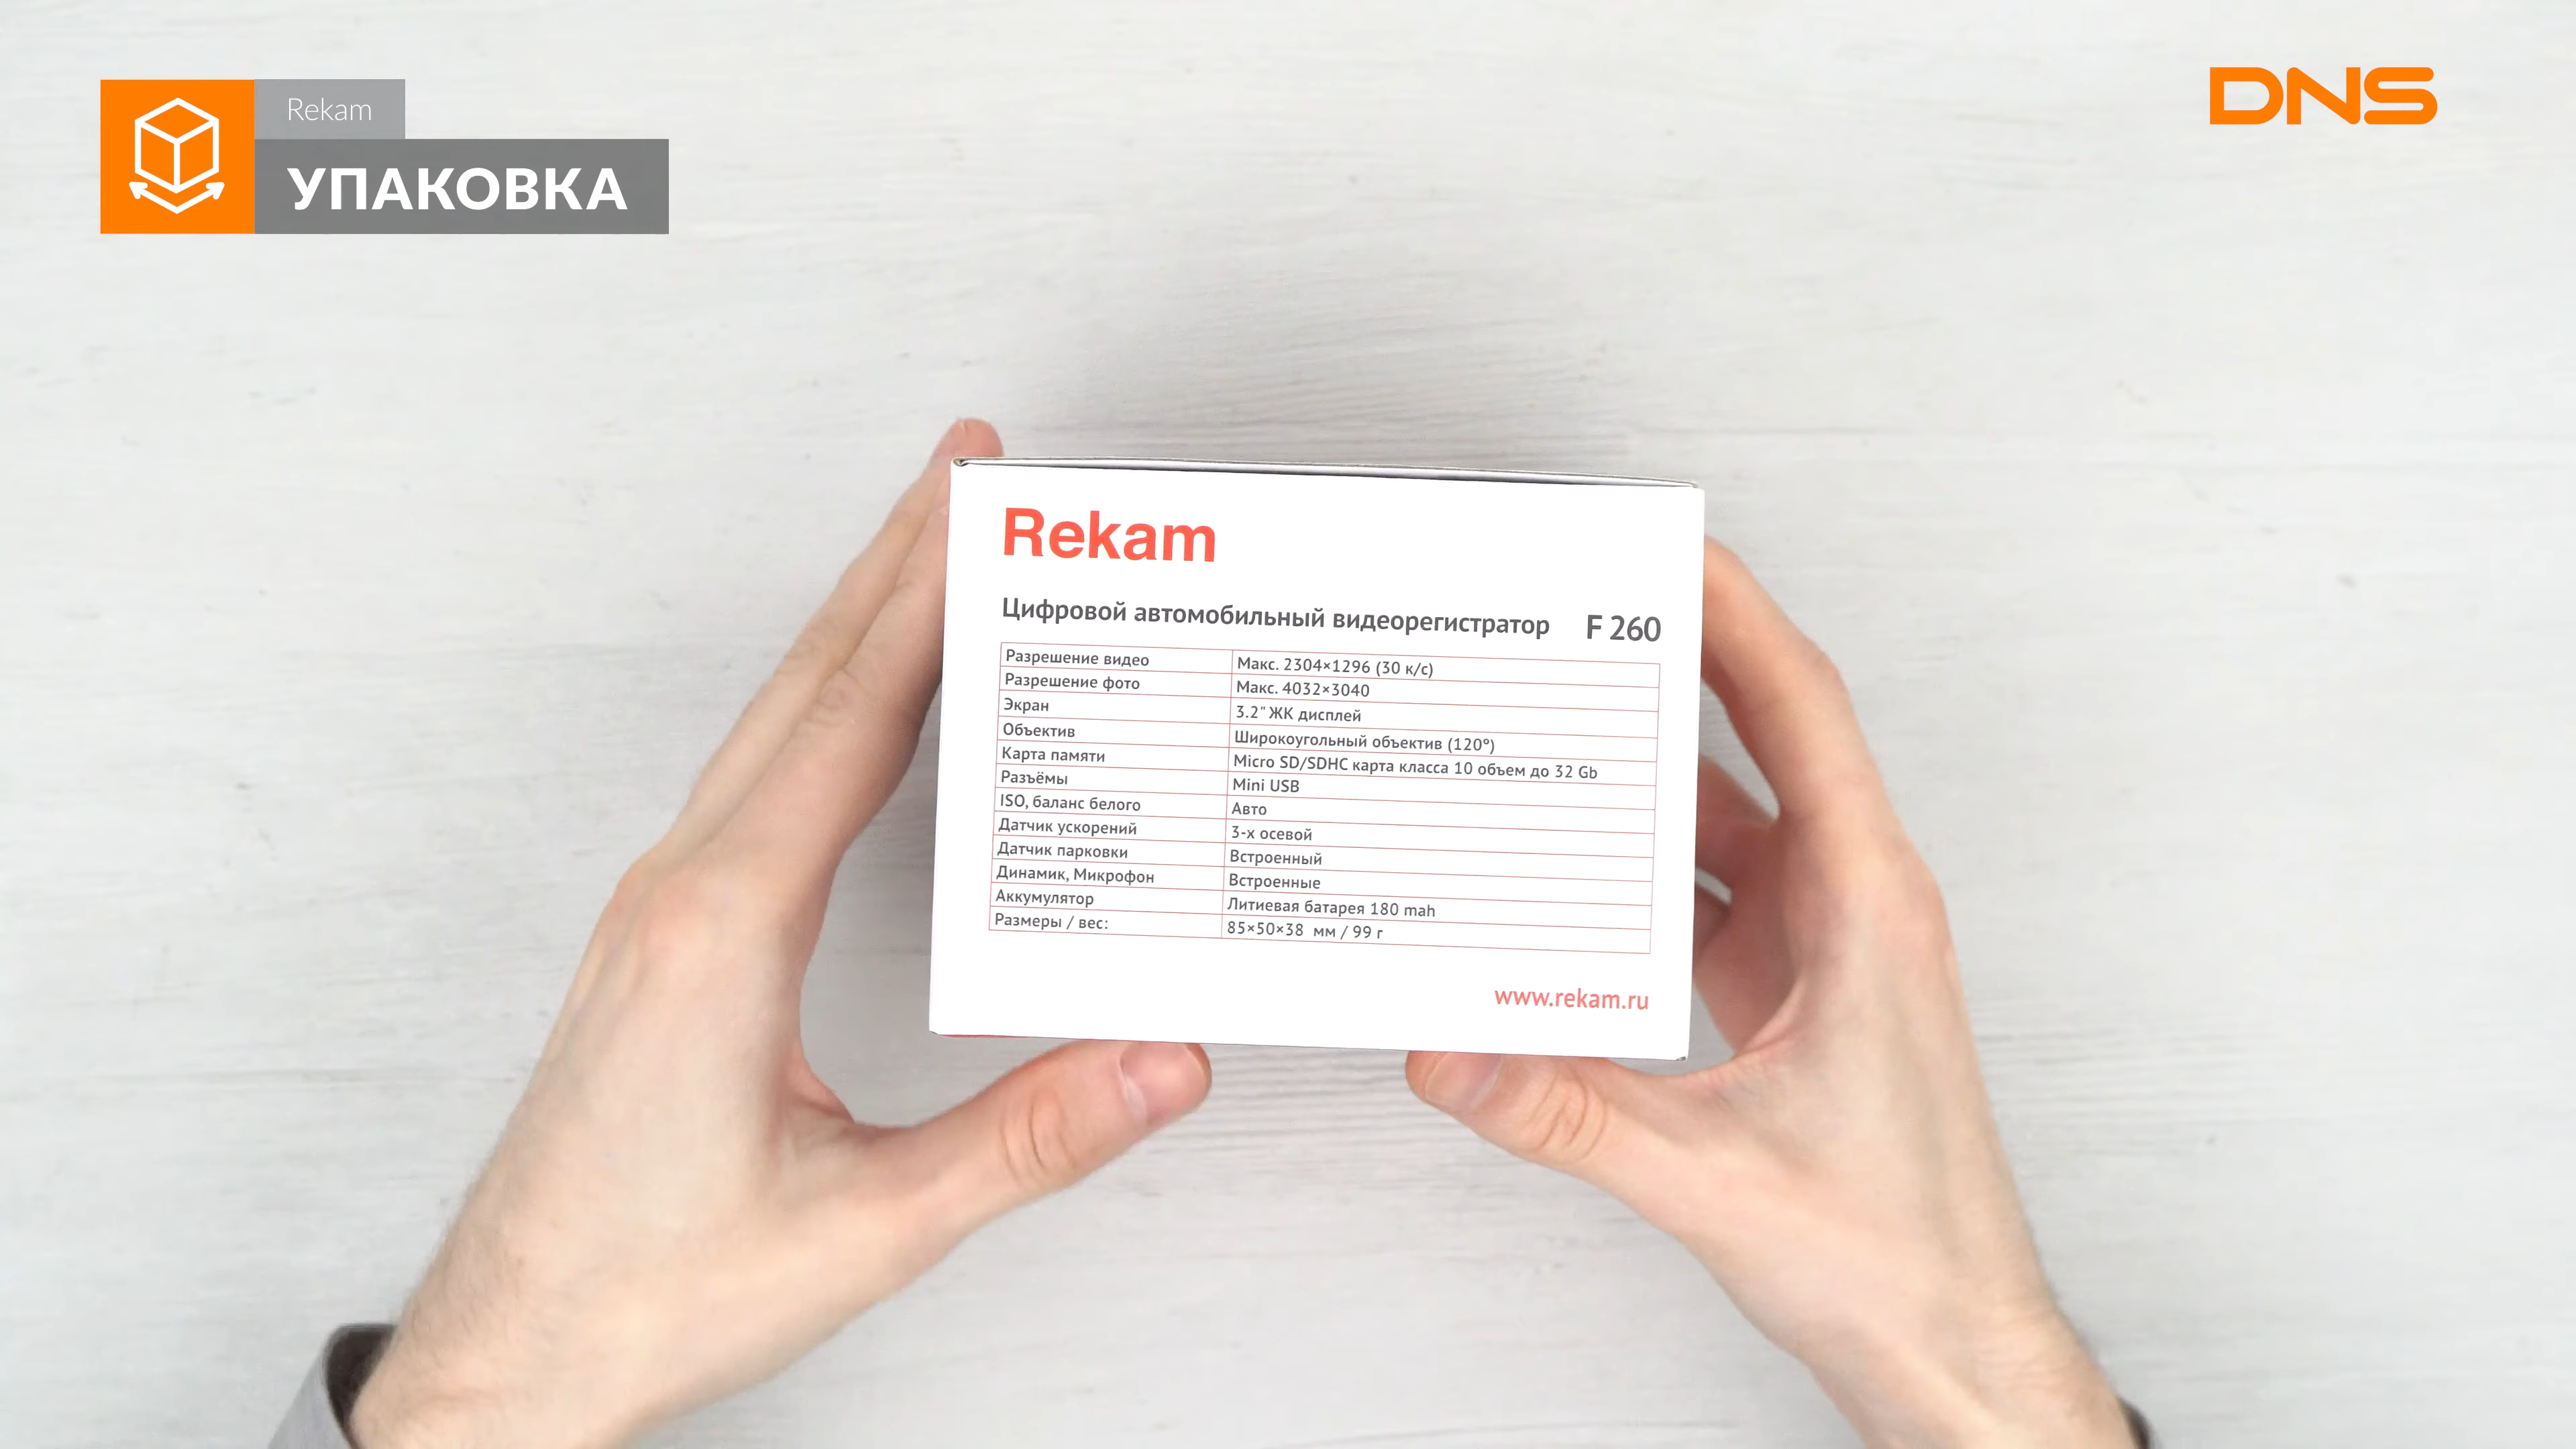 Rekam
УПАКОВКА
DNS
Rekam
Цифровой автомобильный видеорегистратор F 260
Разрешение видео Макс. 2304×1296 (30 к/с)
Разрешение фото Макс. 4032×3040
Экран 3.2" ЖК дисплей
Объектив Широкоугольный объектив (120º)
Карта памяти Micro SD/SDHC карта класса 10 объем до 32 Gb
Разъёмы Mini USB
ISO, баланс белого Авто
Датчик ускорений 3-х осевой
Датчик парковки Встроенный
Динамик, Микрофон Встроенные
Аккумулятор Литиевая батарея 180 mah
Размеры / вес: 85×50×38 мм / 99 г
www.rekam.ru